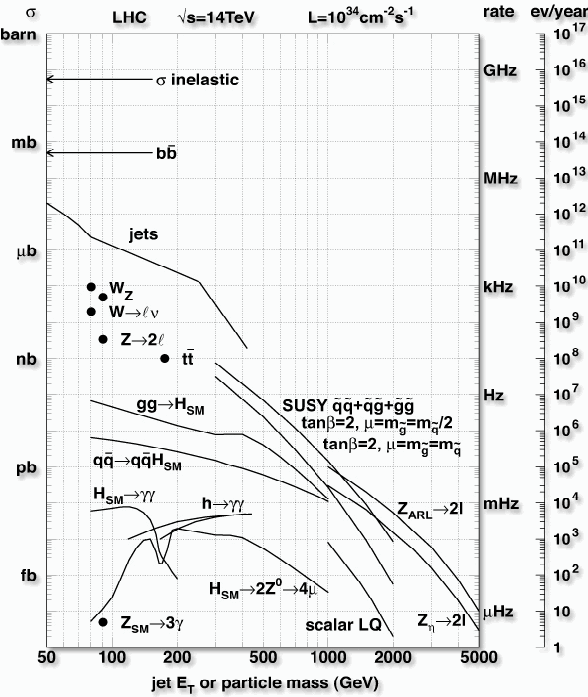 σ LHC √s=14TeV L=10³⁴cm⁻²s⁻¹ rate ev/year
barn
mb
μb
nb
pb
fb
σ inelastic
bb̄
jets
W
Z
W→ℓν
Z→2ℓ
tt̄
gg→H_SM
SUSY q̃q̃+q̃g̃+g̃g̃
tanβ=2, μ=m_g̃=m_q̃/2
tanβ=2, μ=m_g̃=m_q̃
qq̄→qq̄H_SM
H_SM→γγ
h→γγ
Z_ARL→2l
H_SM→2Z⁰→4μ
Z_SM→3γ
scalar LQ
Z_η→2l
GHz
MHz
kHz
Hz
mHz
μHz
10¹⁷
10¹⁶
10¹⁵
10¹⁴
10¹³
10¹²
10¹¹
10¹⁰
10⁹
10⁸
10⁷
10⁶
10⁵
10⁴
10³
10²
10
1
50 100 200 500 1000 2000 5000
jet E_T or particle mass (GeV)